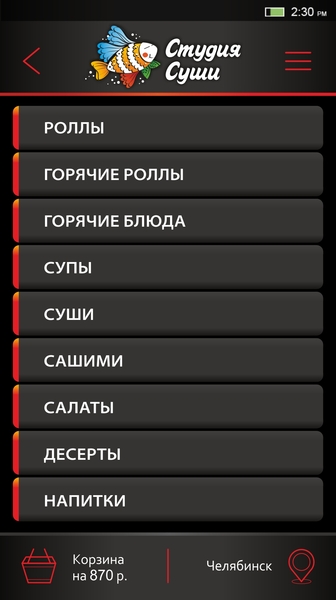 2:30 PM
Студия
Суши
РОЛЛЫ
ГОРЯЧИЕ РОЛЛЫ
ГОРЯЧИЕ БЛЮДА
СУПЫ
СУШИ
САШИМИ
САЛАТЫ
ДЕСЕРТЫ
НАПИТКИ
Корзина
на 870 р.
Челябинск